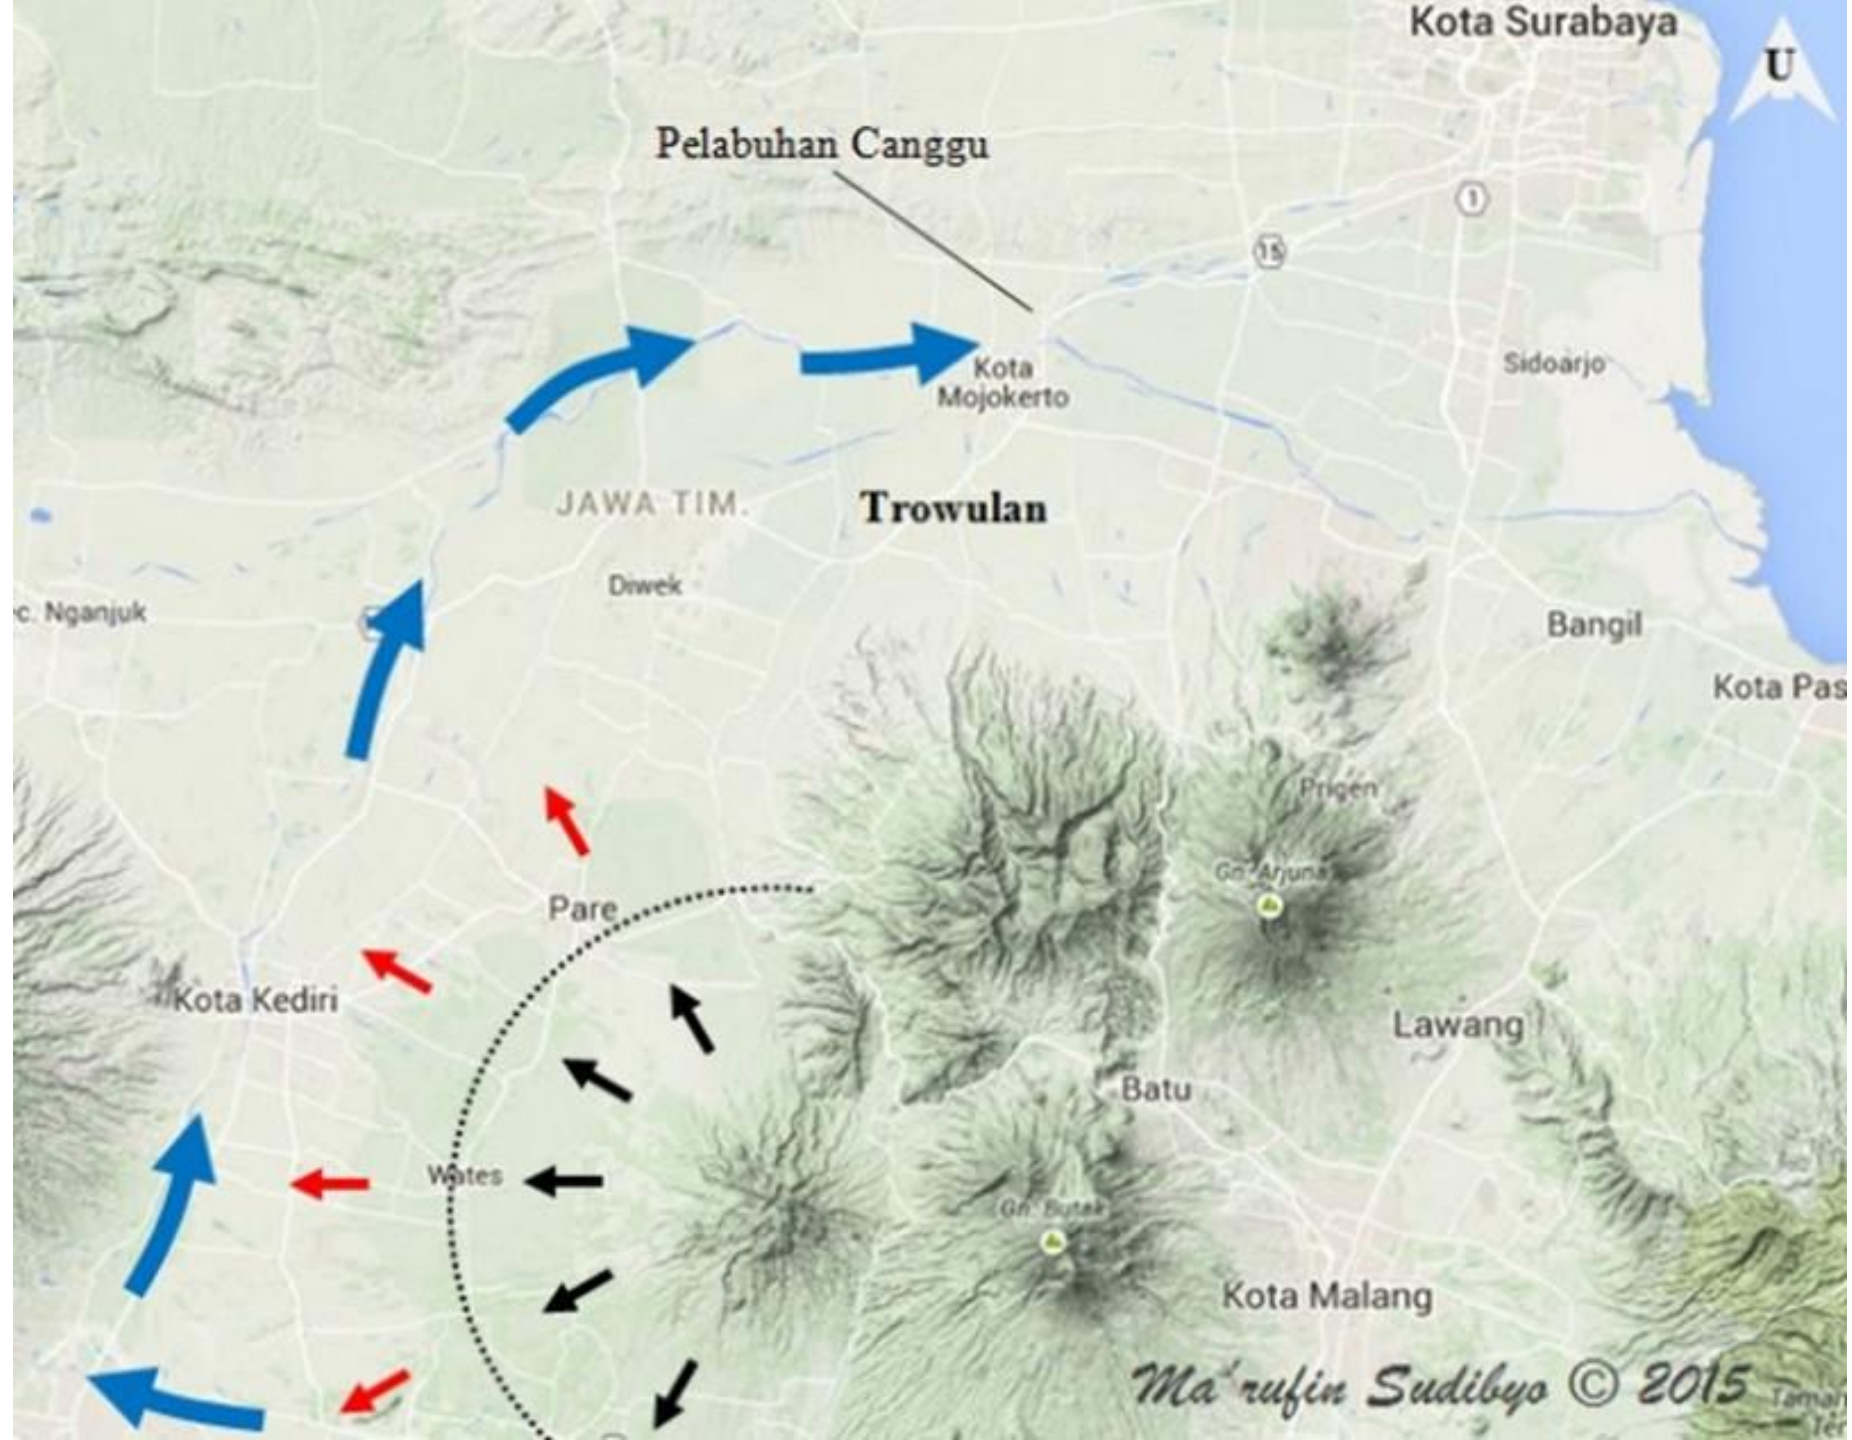 Kota Surabaya
U
Pelabuhan Canggu
1
15
Kota
Mojokerto
Sidoarjo
JAWA TIM.
Trowulan
Diwek
c. Nganjuk
Bangil
Kota Pas
Prigen
Gn. Arjuna
Pare
Kota Kediri
Lawang
Batu
Wates
Gn. Butak
Kota Malang
Ma'rufin Sudibyo © 2015
Taman